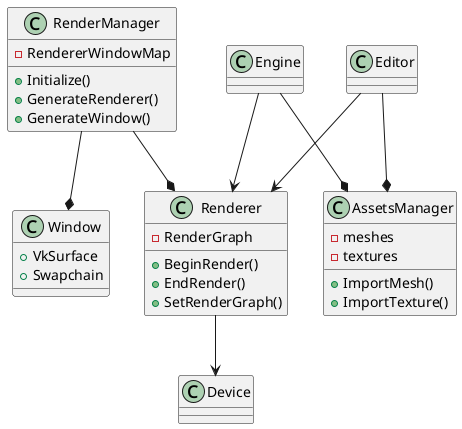 C RenderManager
RendererWindowMap
Initialize()
GenerateRenderer()
GenerateWindow()
C Engine
C Editor
C Window
VkSurface
Swapchain
C Renderer
RenderGraph
BeginRender()
EndRender()
SetRenderGraph()
C AssetsManager
meshes
textures
ImportMesh()
ImportTexture()
C Device